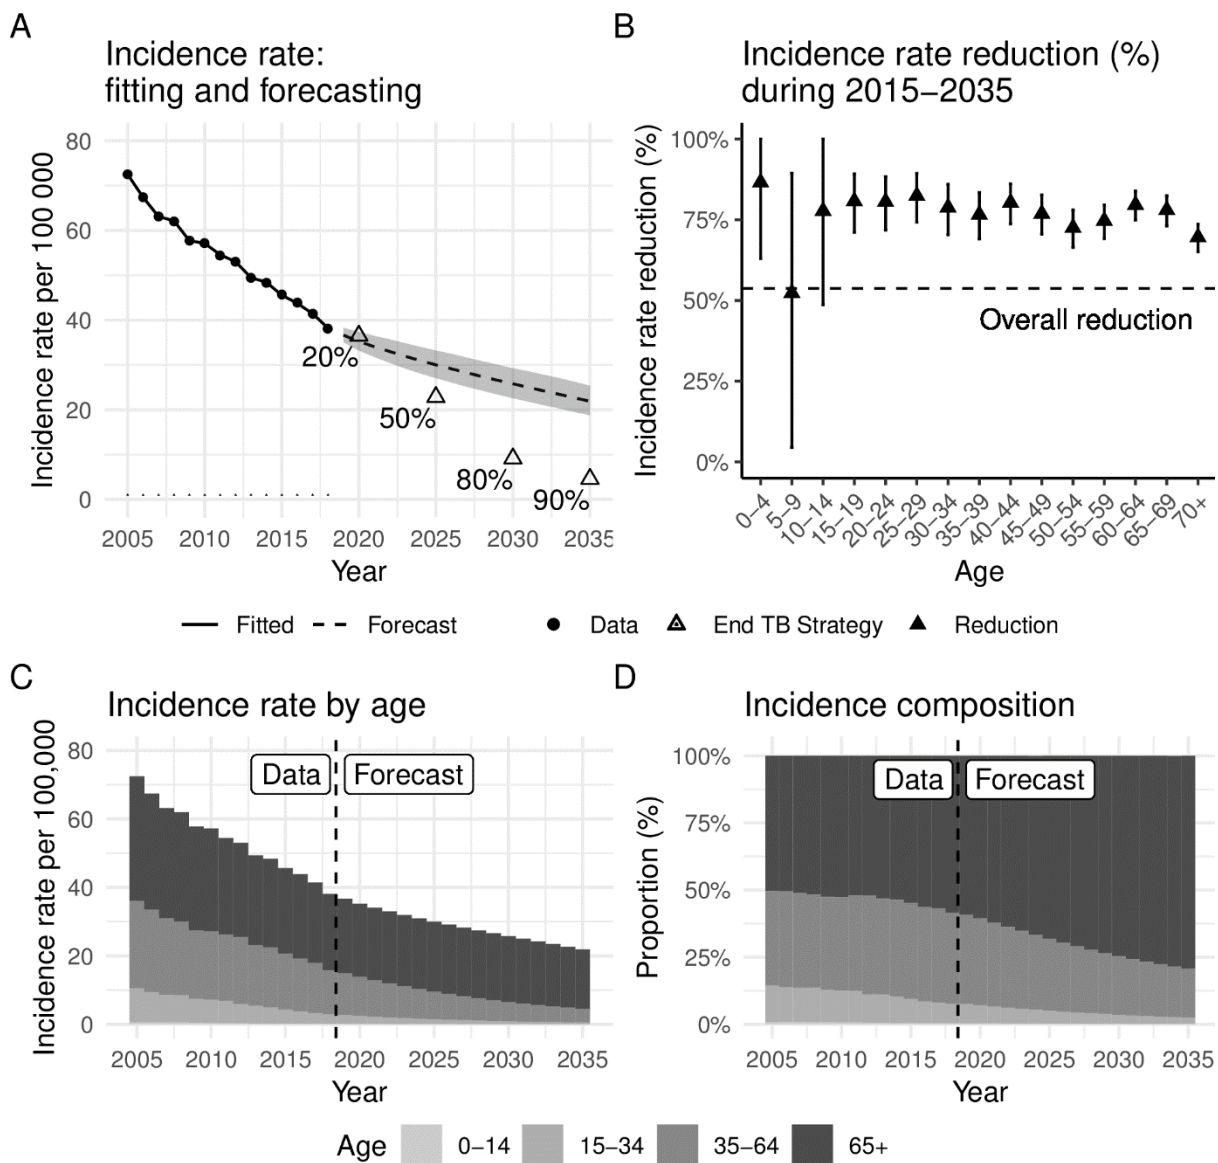 A
Incidence rate:
fitting and forecasting
Incidence rate per 100 000
80
60
40
20
0
20%
50%
80%
90%
2005
2010
2015
2020
2025
2030
2035
Year
B
Incidence rate reduction (%)
during 2015–2035
Incidence rate reduction (%)
100%
75%
50%
25%
0%
Overall reduction
0–4
5–9
10–14
15–19
20–24
25–29
30–34
35–39
40–44
45–49
50–54
55–59
60–64
65–69
70+
Age
Fitted
Forecast
Data
End TB Strategy
Reduction
C
Incidence rate by age
Incidence rate per 100,000
80
60
40
20
0
Data
Forecast
2005
2010
2015
2020
2025
2030
2035
Year
D
Incidence composition
Proportion (%)
100%
75%
50%
25%
0%
Data
Forecast
2005
2010
2015
2020
2025
2030
2035
Year
Age
0–14
15–34
35–64
65+